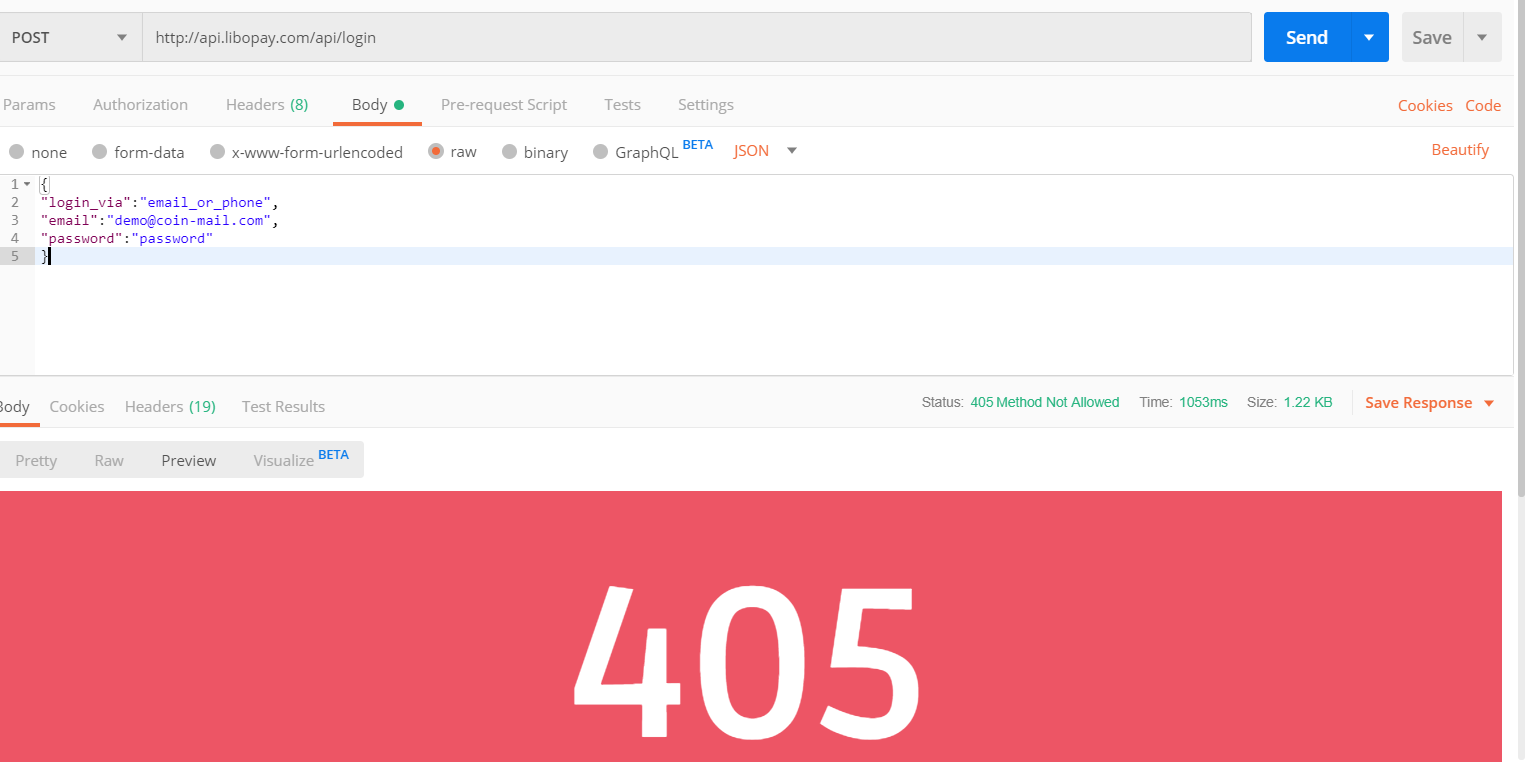 POST http://api.libopay.com/api/login Send Save
Params Authorization Headers (8) Body Pre-request Script Tests Settings Cookies Code
none form-data x-www-form-urlencoded raw binary GraphQL BETA JSON Beautify
1 {
2 "login_via":"email_or_phone",
3 "email":"demo@coin-mail.com",
4 "password":"password"
5 }
Body Cookies Headers (19) Test Results Status: 405 Method Not Allowed Time: 1053ms Size: 1.22 KB Save Response
Pretty Raw Preview Visualize BETA
405